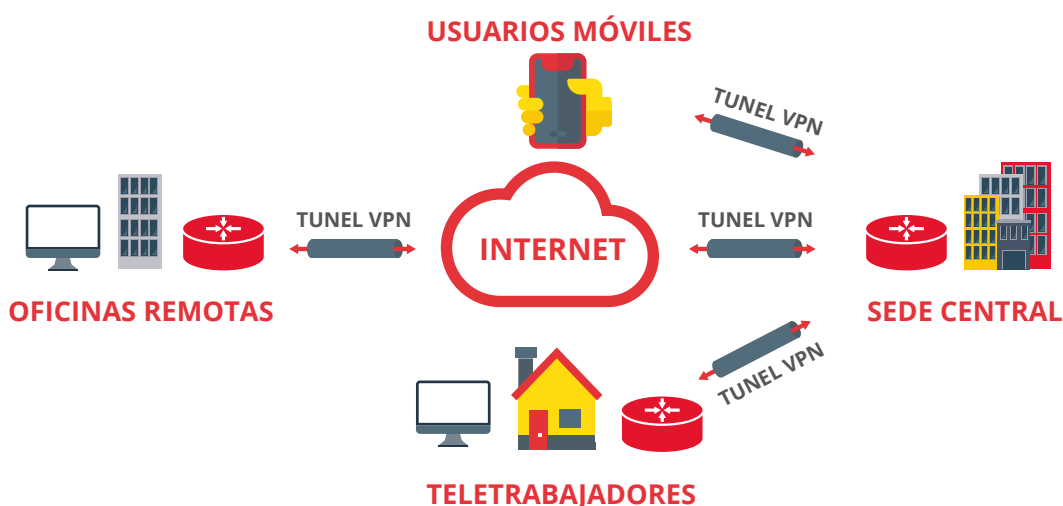 USUARIOS MÓVILES
TUNEL VPN
TUNEL VPN
INTERNET
TUNEL VPN
OFICINAS REMOTAS
SEDE CENTRAL
TUNEL VPN
TELETRABAJADORES